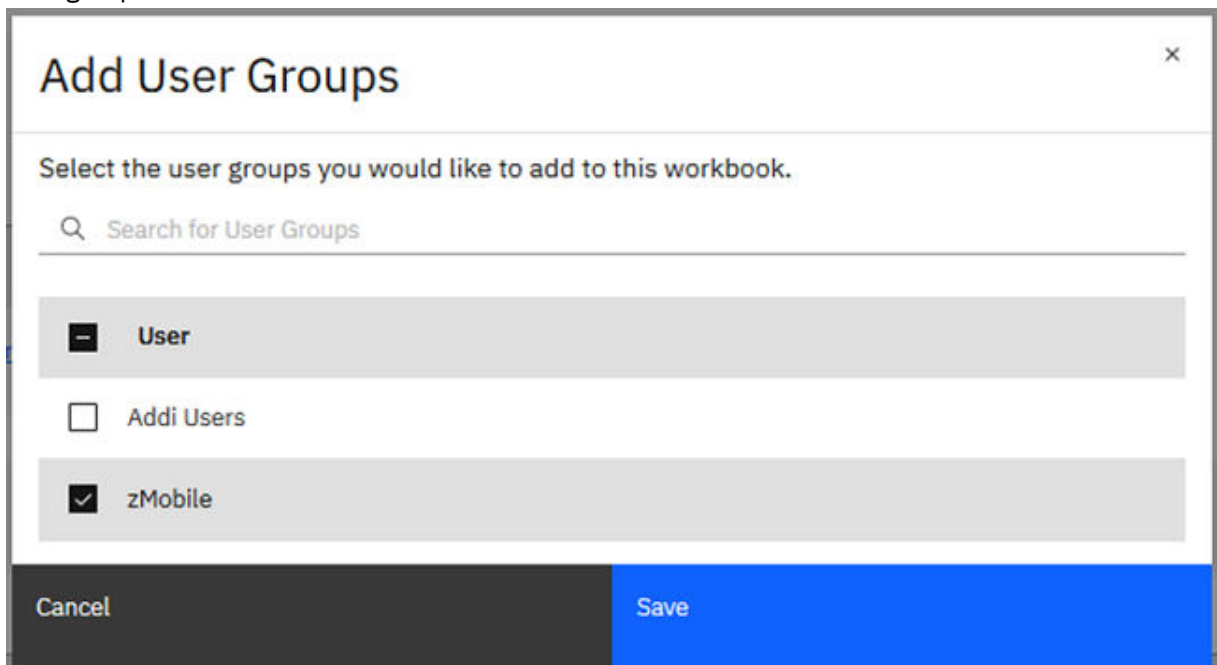 Add User Groups
Select the user groups you would like to add to this workbook.
Search for User Groups
User
Addi Users
zMobile
Cancel
Save